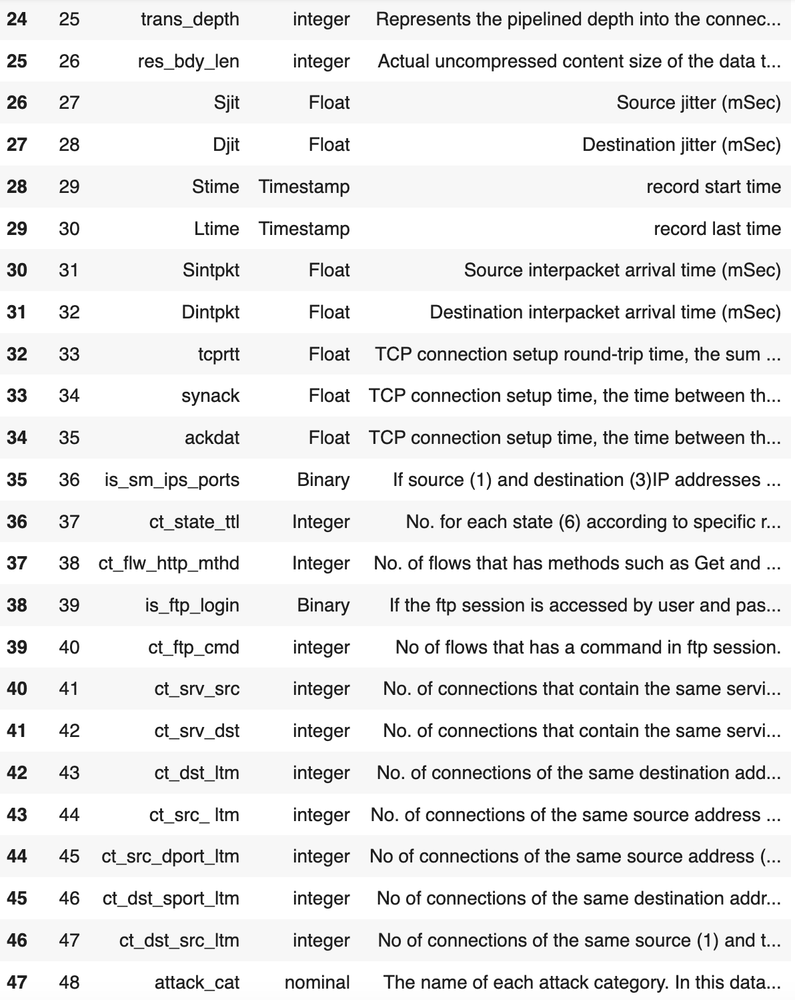 24 25 trans_depth integer Represents the pipelined depth into the connec...
25 26 res_bdy_len integer Actual uncompressed content size of the data t...
26 27 Sjit Float Source jitter (mSec)
27 28 Djit Float Destination jitter (mSec)
28 29 Stime Timestamp record start time
29 30 Ltime Timestamp record last time
30 31 Sintpkt Float Source interpacket arrival time (mSec)
31 32 Dintpkt Float Destination interpacket arrival time (mSec)
32 33 tcprtt Float TCP connection setup round-trip time, the sum ...
33 34 synack Float TCP connection setup time, the time between th...
34 35 ackdat Float TCP connection setup time, the time between th...
35 36 is_sm_ips_ports Binary If source (1) and destination (3)IP addresses ...
36 37 ct_state_ttl Integer No. for each state (6) according to specific r...
37 38 ct_flw_http_mthd Integer No. of flows that has methods such as Get and ...
38 39 is_ftp_login Binary If the ftp session is accessed by user and pas...
39 40 ct_ftp_cmd integer No of flows that has a command in ftp session.
40 41 ct_srv_src integer No. of connections that contain the same servi...
41 42 ct_srv_dst integer No. of connections that contain the same servi...
42 43 ct_dst_ltm integer No. of connections of the same destination add...
43 44 ct_src_ ltm integer No. of connections of the same source address ...
44 45 ct_src_dport_ltm integer No of connections of the same source address (...
45 46 ct_dst_sport_ltm integer No of connections of the same destination addr...
46 47 ct_dst_src_ltm integer No of connections of the same source (1) and t...
47 48 attack_cat nominal The name of each attack category. In this data...